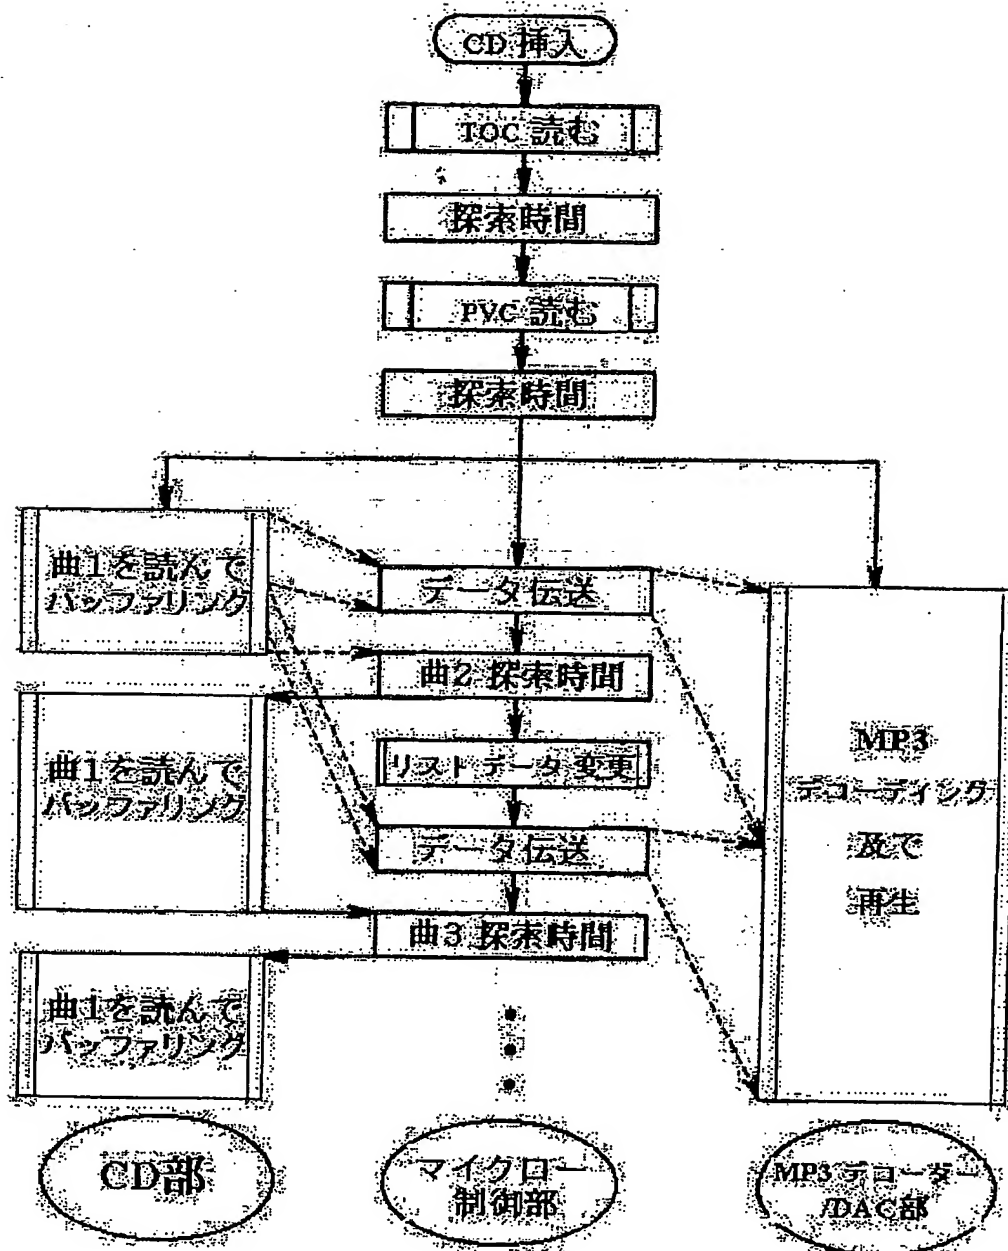 CD 挿入
TOC 読む
探索時間
PVC 読む
探索時間
曲1を読んで
バッファリング
データ伝送
曲2 探索時間
曲1を読んで
バッファリング
リスト データ 変更
データ伝送
曲3 探索時間
曲1を読んで
バッファリング
MP3
デコーディング
及で
再生
CD部
マイクロー
制御部
MP3 デコーダー
/DAC部